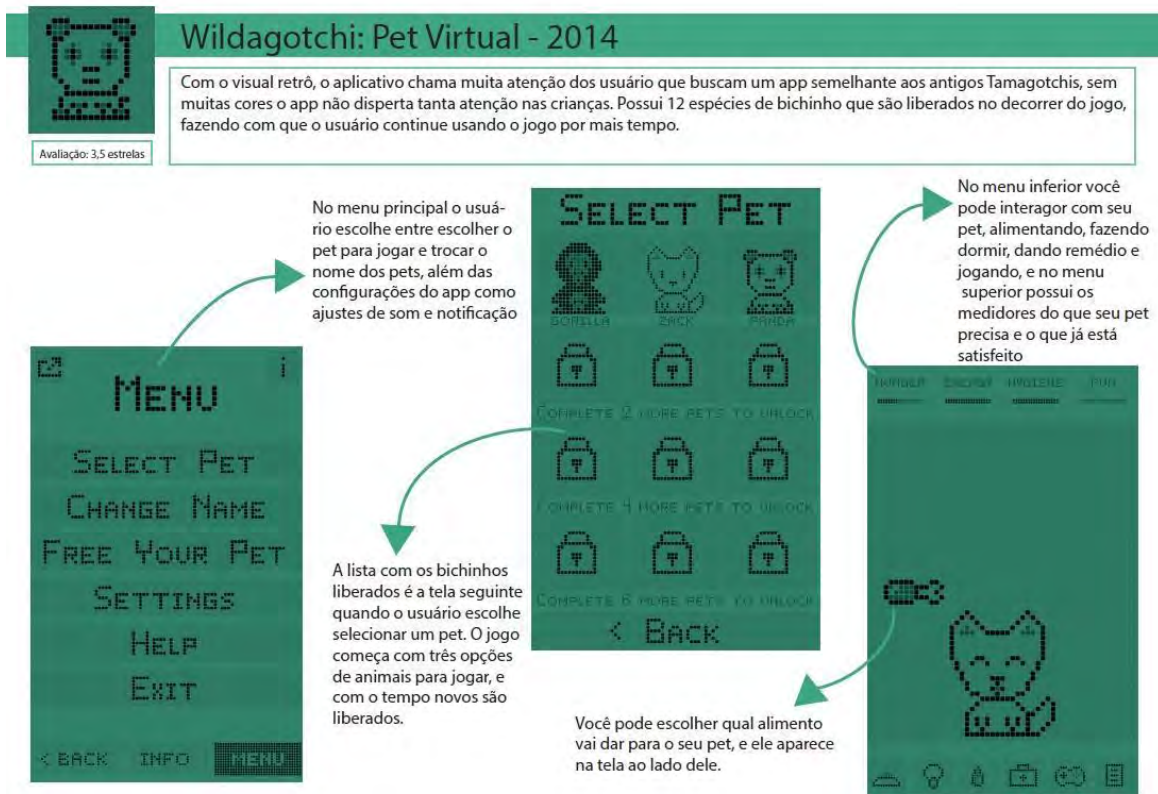 Wildagotchi: Pet Virtual - 2014
Com o visual retrô, o aplicativo chama muita atenção dos usuário que buscam um app semelhante aos antigos Tamagotchis, sem
muitas cores o app não disperta tanta atenção nas crianças. Possui 12 espécies de bichinho que são liberados no decorrer do jogo,
fazendo com que o usuário continue usando o jogo por mais tempo.
Avaliação: 3,5 estrelas
No menu principal o usuá-
rio escolhe entre escolher o
pet para jogar e trocar o
nome dos pets, além das
configurações do app como
ajustes de som e notificação
MENU
SELECT PET
CHANGE NAME
FREE YOUR PET
SETTINGS
HELP
EXIT
< BACK INFO MENU
A lista com os bichinhos
liberados é a tela seguinte
quando o usuário escolhe
selecionar um pet. O jogo
começa com três opções
de animais para jogar, e
com o tempo novos são
liberados.
SELECT PET
GORILLA ZACK PANDA
COMPLETE 2 MORE PETS TO UNLOCK
COMPLETE 4 MORE PETS TO UNLOCK
COMPLETE 6 MORE PETS TO UNLOCK
< BACK
No menu inferior você
pode interagor com seu
pet, alimentando, fazendo
dormir, dando remédio e
jogando, e no menu
superior possui os
medidores do que seu pet
precisa e o que já está
satisfeito
HUNGER ENERGY HYGIENE FUN
Você pode escolher qual alimento
vai dar para o seu pet, e ele aparece
na tela ao lado dele.